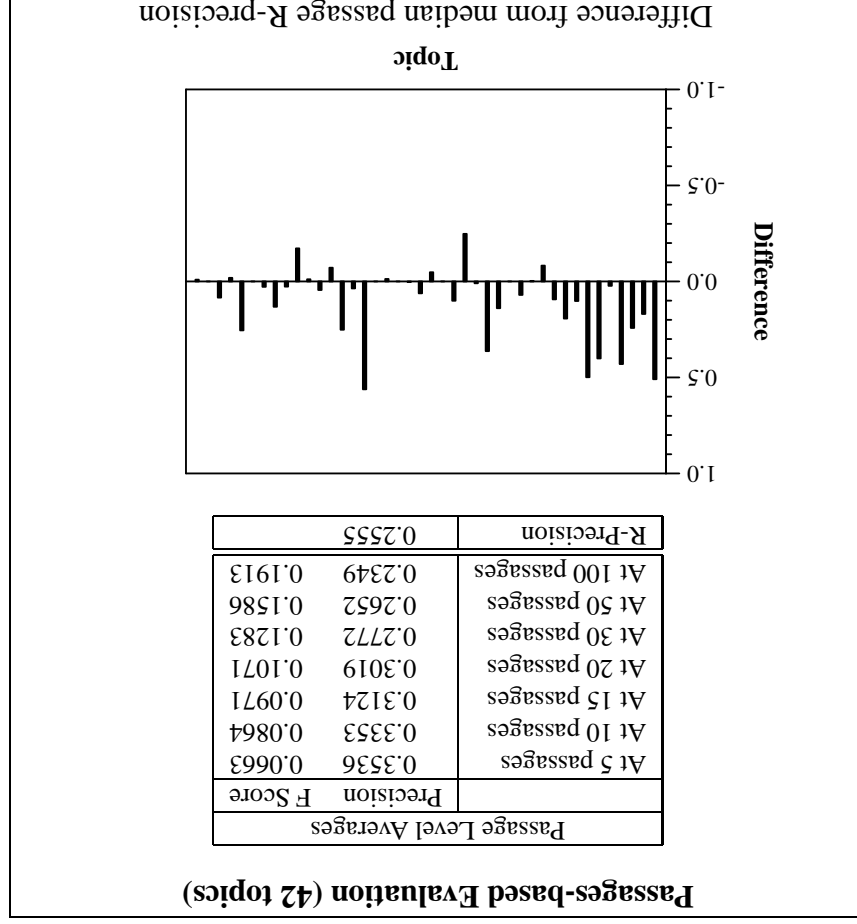 Passages-based Evaluation (42 topics)
Passage Level Averages
Precision F Score
At 5 passages 0.3536 0.0663
At 10 passages 0.3353 0.0864
At 15 passages 0.3124 0.0971
At 20 passages 0.3019 0.1071
At 30 passages 0.2772 0.1283
At 50 passages 0.2652 0.1586
At 100 passages 0.2349 0.1913
R-Precision 0.2555
1.0
0.5
0.0
-0.5
-1.0
Difference
Topic
Difference from median passage R-precision